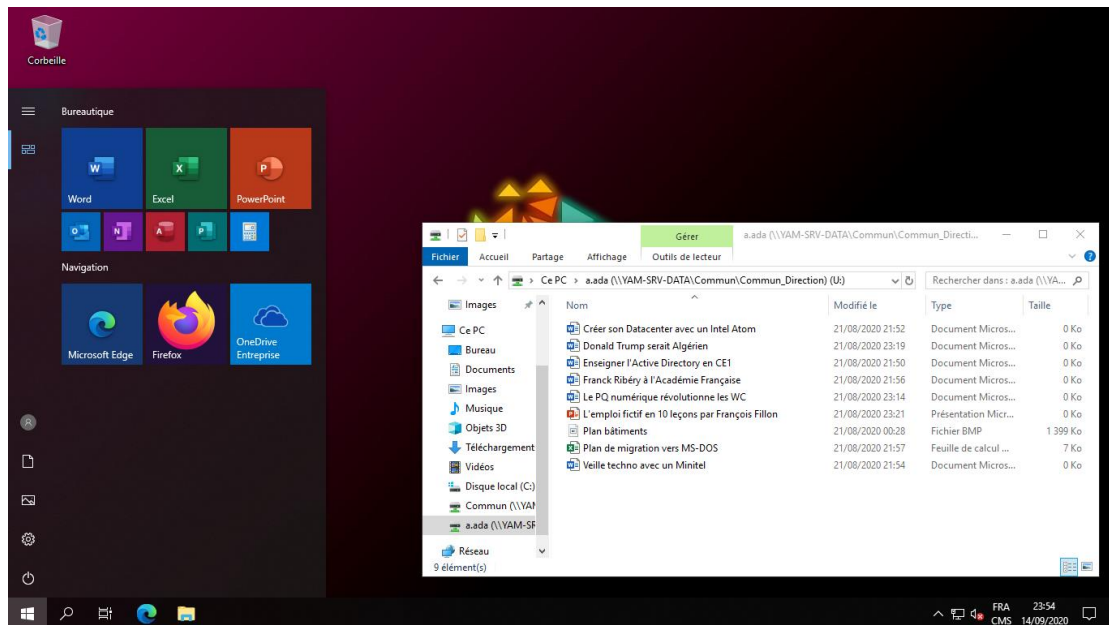 Corbeille
Bureautique
Word Excel PowerPoint
Navigation
Microsoft Edge Firefox OneDrive Entreprise
Gérer a.ada (\\YAM-SRV-DATA\Commun\Commun_Directi...
Fichier Accueil Partage Affichage Outils de lecteur
Ce PC > a.ada (\\YAM-SRV-DATA\Commun\Commun_Direction) (U:) Rechercher dans : a.ada (\\YA...
Images
Ce PC
Bureau
Documents
Images
Musique
Objets 3D
Téléchargement
Vidéos
Disque local (C:)
Commun (\\YAM
a.ada (\\YAM-SR
Réseau
Nom Modifié le Type Taille
Créer son Datacenter avec un Intel Atom 21/08/2020 21:52 Document Micros... 0 Ko
Donald Trump serait Algérien 21/08/2020 23:19 Document Micros... 0 Ko
Enseigner l'Active Directory en CE1 21/08/2020 21:50 Document Micros... 0 Ko
Franck Ribéry à l'Académie Française 21/08/2020 21:56 Document Micros... 0 Ko
Le PQ numérique révolutionne les WC 21/08/2020 23:14 Document Micros... 0 Ko
L'emploi fictif en 10 leçons par François Fillon 21/08/2020 23:21 Présentation Micr... 0 Ko
Plan bâtiments 21/08/2020 00:28 Fichier BMP 1 399 Ko
Plan de migration vers MS-DOS 21/08/2020 21:57 Feuille de calcul ... 7 Ko
Veille techno avec un Minitel 21/08/2020 21:54 Document Micros... 0 Ko
9 élément(s)
FRA 23:54
CMS 14/09/2020